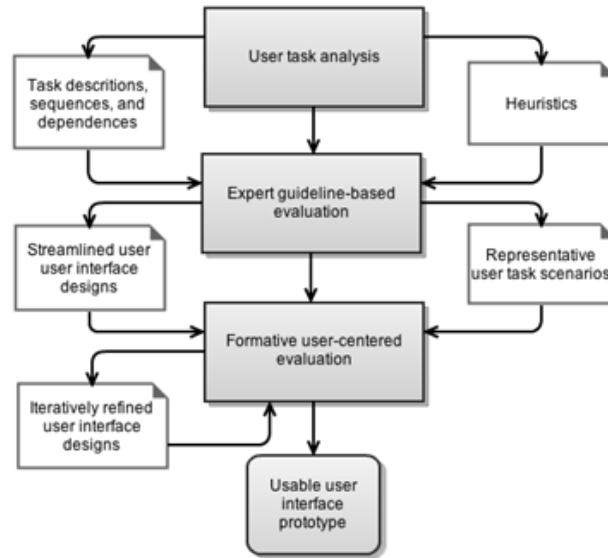 User task analysis
Task descritions,
sequences, and
dependences
Heuristics
Expert guideline-based
evaluation
Streamlined user
user interface
designs
Representative
user task scenarios
Formative user-centered
evaluation
Iteratively refined
user interface
designs
Usable user
interface
prototype